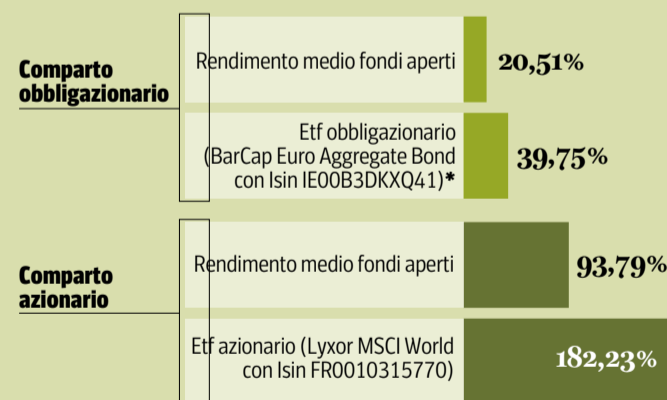 Comparto
obbligazionario
Rendimento medio fondi aperti
20,51%
Etf obbligazionario
(BarCap Euro Aggregate Bond
con Isin IE00B3DKXQ41)*
39,75%
Comparto
azionario
Rendimento medio fondi aperti
93,79%
Etf azionario (Lyxor MSCI World
con Isin FR0010315770)
182,23%